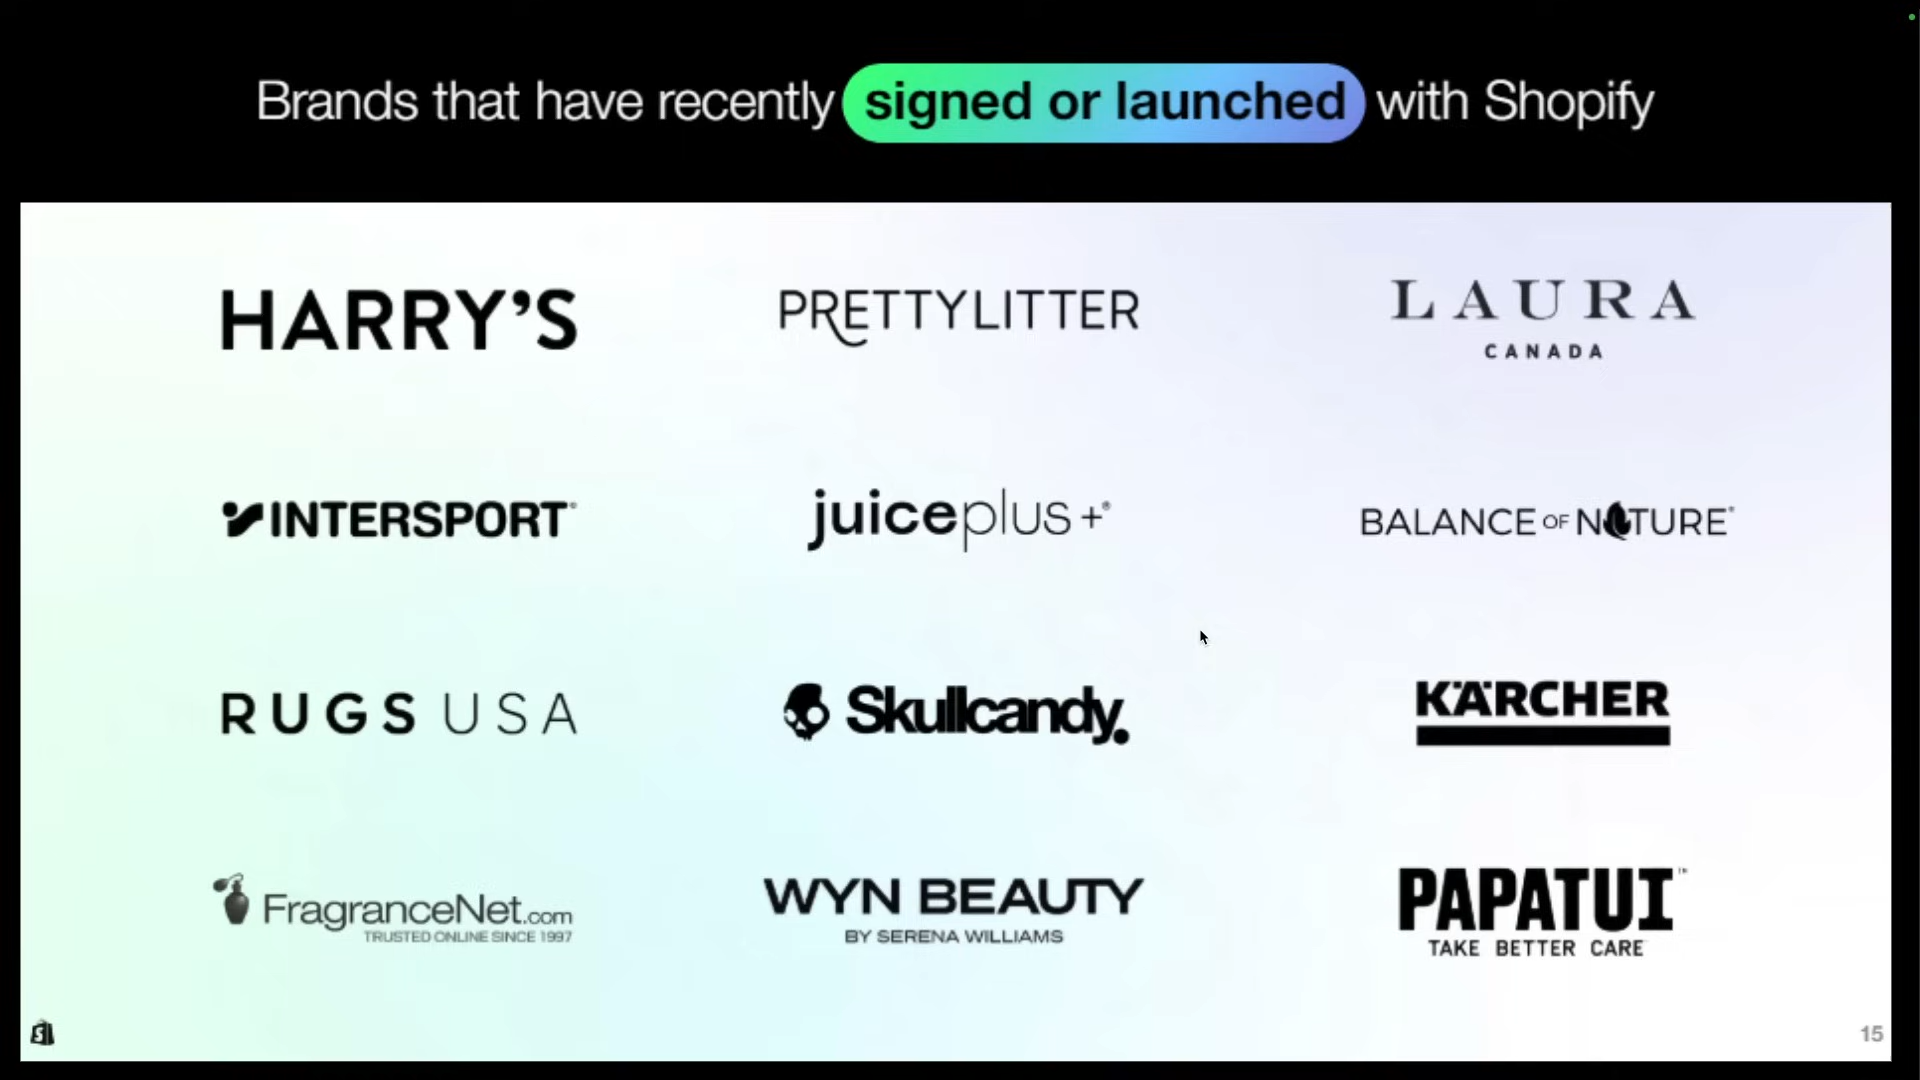 Brands that have recently signed or launched with Shopify
HARRY'S
PRETTYLITTER
LAURA
CANADA
INTERSPORT®
juiceplus+®
BALANCE OF NATURE®
RUGS USA
Skullcandy.
KÄRCHER
FragranceNet.com
TRUSTED ONLINE SINCE 1997
WYN BEAUTY
BY SERENA WILLIAMS
PAPATUI™
TAKE BETTER CARE
15